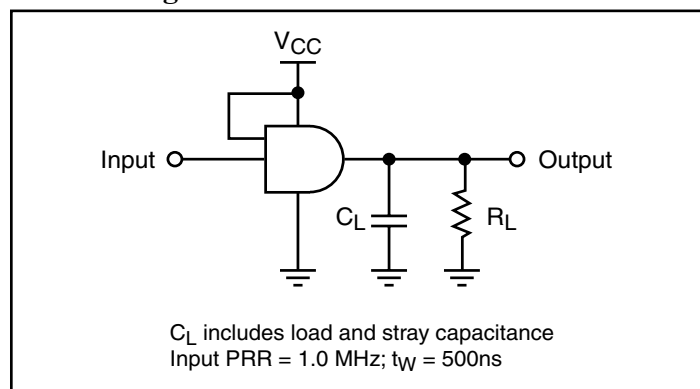 VCC
Input
Output
CL
RL
CL includes load and stray capacitance
Input PRR = 1.0 MHz; tW = 500ns